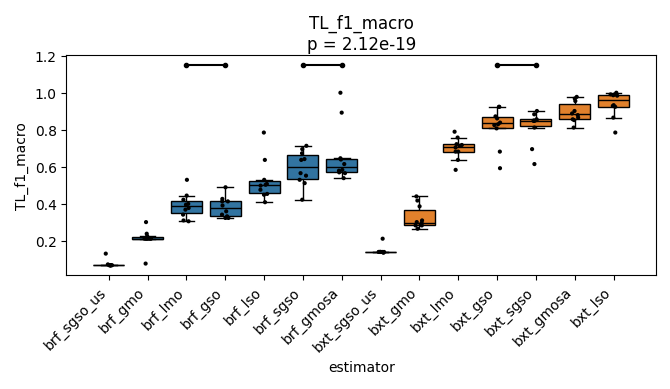 TL_f1_macro
p = 2.12e-19
TL_f1_macro
1.2
1.0
0.8
0.6
0.4
0.2
brf_sgso_us
brf_gmo
brf_lmo
brf_gso
brf_lso
brf_sgso
brf_gmosa
bxt_sgso_us
bxt_gmo
bxt_lmo
bxt_gso
bxt_sgso
bxt_gmosa
bxt_lso
estimator